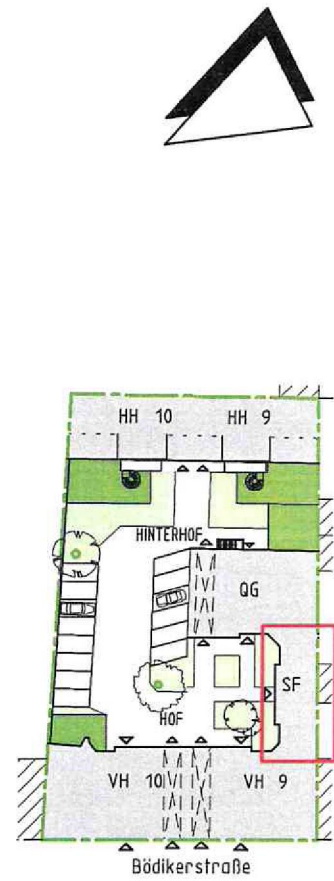 HH 10 HH 9
HINTERHOF
QG
SF
HOF
VH 10 VH 9
Bödikerstraße